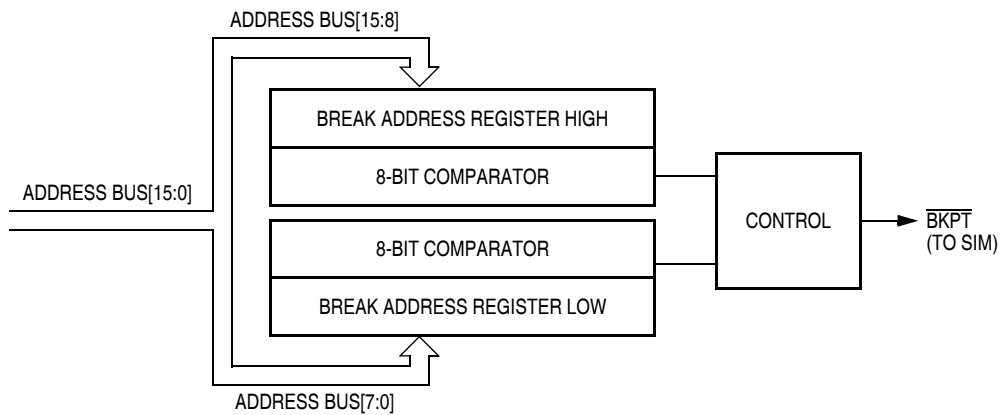 ADDRESS BUS[15:8]
BREAK ADDRESS REGISTER HIGH
8-BIT COMPARATOR
ADDRESS BUS[15:0]
CONTROL
BKPT
(TO SIM)
8-BIT COMPARATOR
BREAK ADDRESS REGISTER LOW
ADDRESS BUS[7:0]